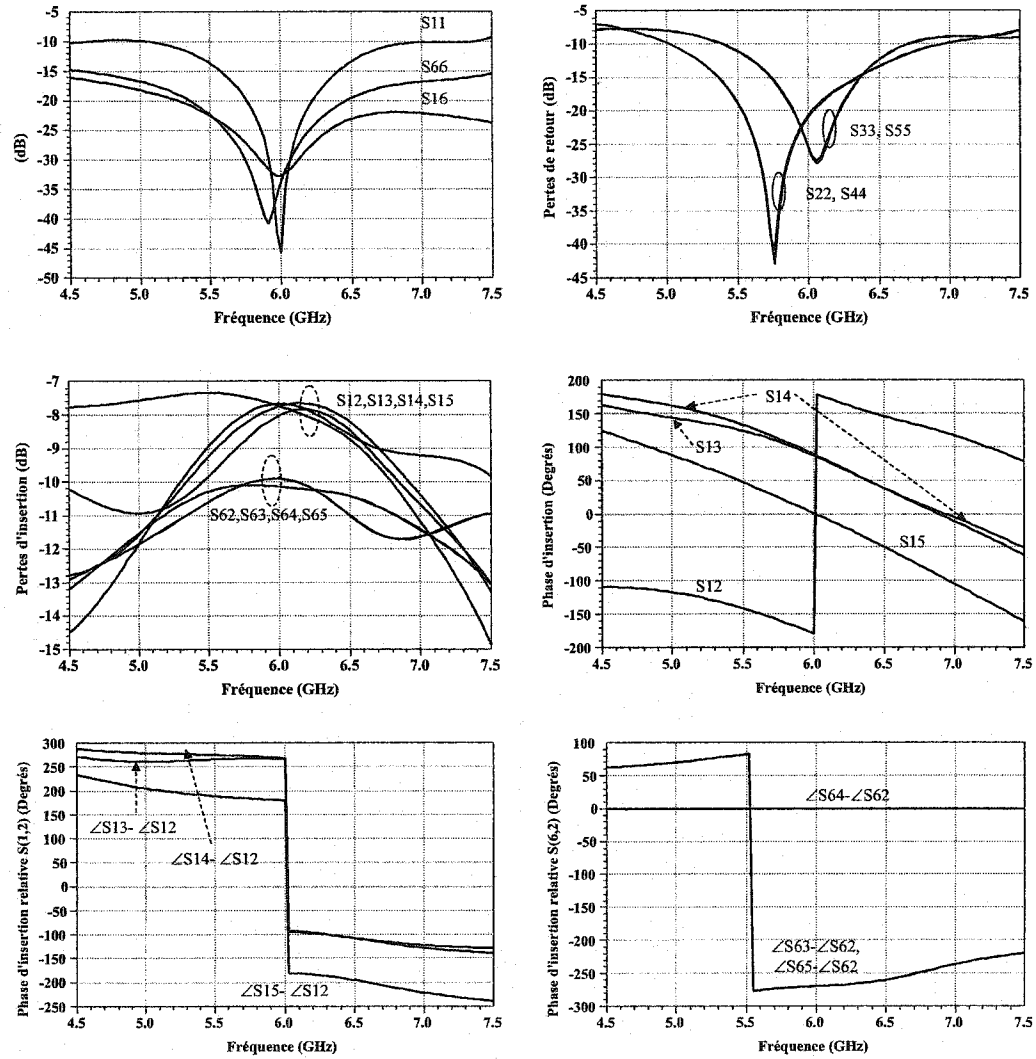 -5
-10
-15
-20
-25
-30
-35
-40
-45
-50
(dB)
S11
S66
S16
4.5 5.0 5.5 6.0 6.5 7.0 7.5
Fréquence (GHz)
-5
-10
-15
-20
-25
-30
-35
-40
-45
Pertes de retour (dB)
S33, S55
S22, S44
4.5 5.0 5.5 6.0 6.5 7.0 7.5
Fréquence (GHz)
-7
-8
-9
-10
-11
-12
-13
-14
-15
Pertes d'insertion (dB)
S12,S13,S14,S15
S62,S63,S64,S65
4.5 5.0 5.5 6.0 6.5 7.0 7.5
Fréquence (GHz)
200
150
100
50
0
-50
-100
-150
-200
Phase d'insertion (Degrés)
S14
S13
S15
S12
4.5 5.0 5.5 6.0 6.5 7.0 7.5
Fréquence (GHz)
300
250
200
150
100
50
0
-50
-100
-150
-200
-250
Phase d'insertion relative S(1,2) (Degrés)
∠S13- ∠S12
∠S14- ∠S12
∠S15- ∠S12
4.5 5.0 5.5 6.0 6.5 7.0 7.5
Fréquence (GHz)
100
50
0
-50
-100
-150
-200
-250
-300
Phase d'insertion relative S(6,2) (Degrés)
∠S64-∠S62
∠S63-∠S62,
∠S65-∠S62
4.5 5.0 5.5 6.0 6.5 7.0 7.5
Fréquence (GHz)